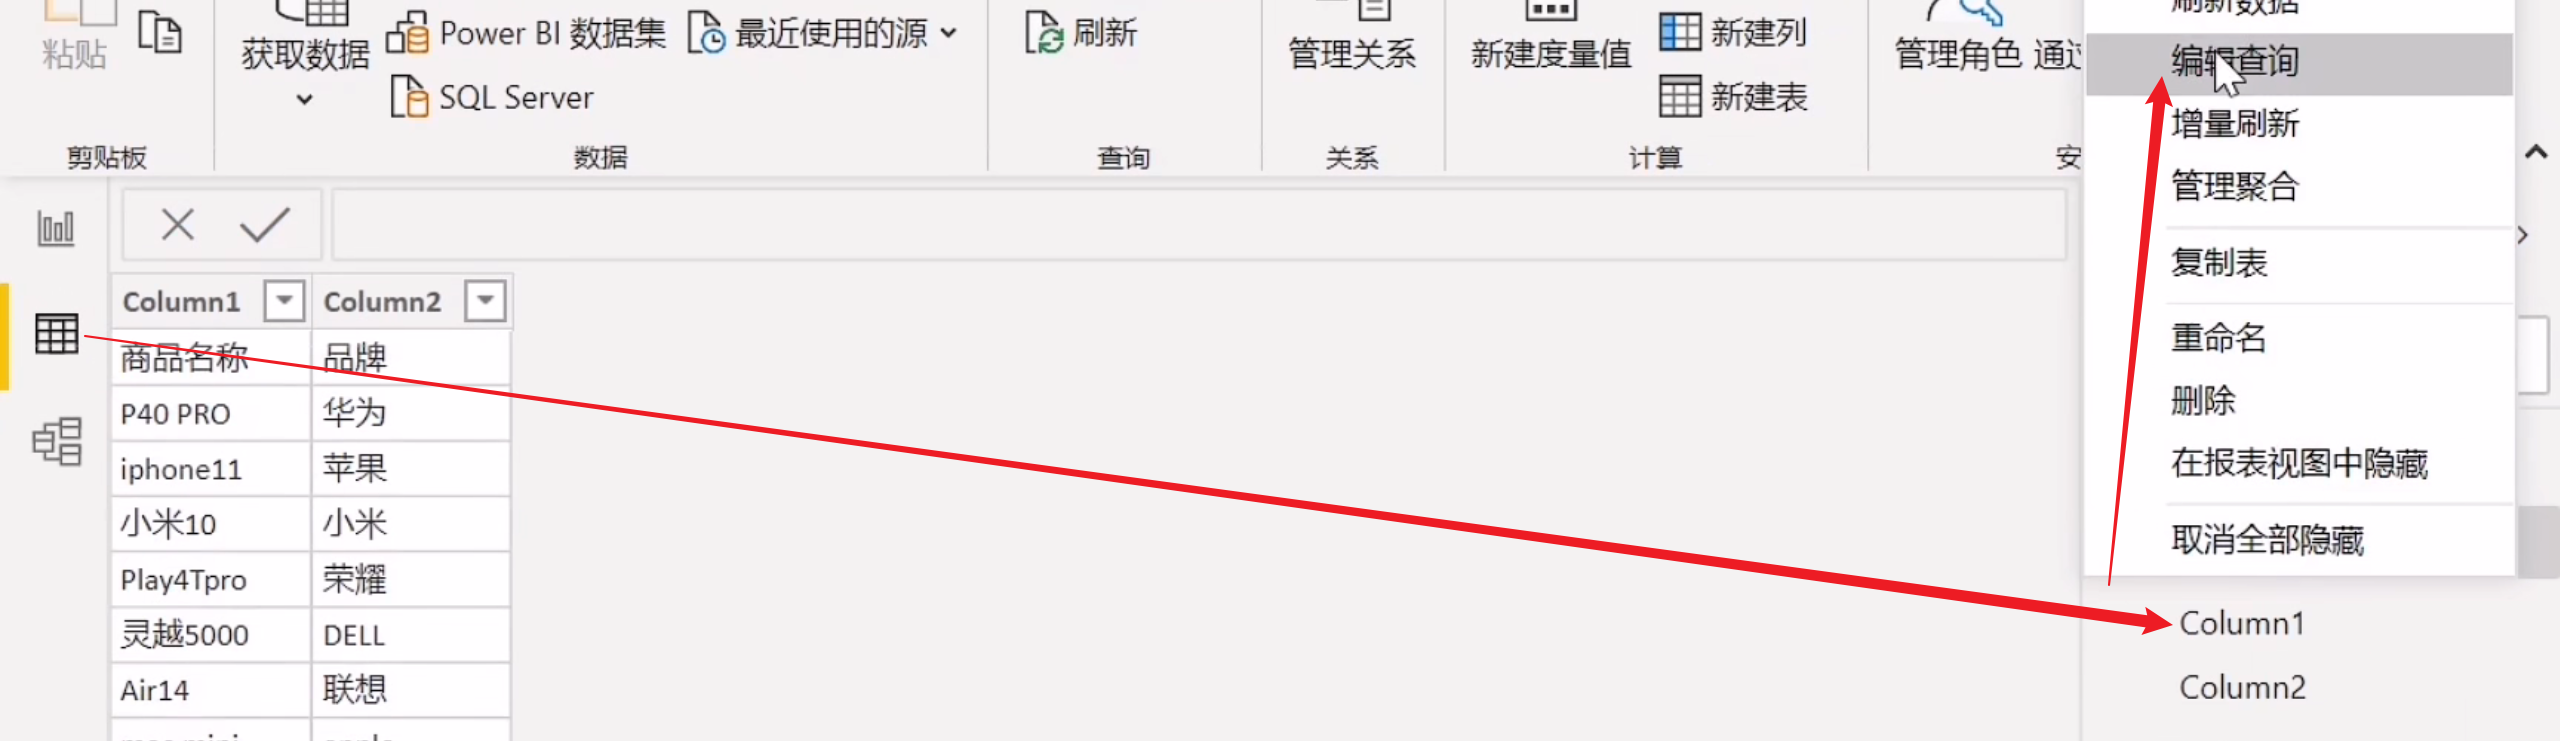 粘贴
获取数据
Power BI 数据集
最近使用的源
SQL Server
刷新
管理关系
新建度量值
新建列
新建表
管理角色
剪贴板
数据
查询
关系
计算
刷新数据
编辑查询
增量刷新
管理聚合
复制表
重命名
删除
在报表视图中隐藏
取消全部隐藏
Column1 Column2
商品名称 品牌
P40 PRO 华为
iphone11 苹果
小米10 小米
Play4Tpro 荣耀
灵越5000 DELL
Air14 联想
Column1
Column2